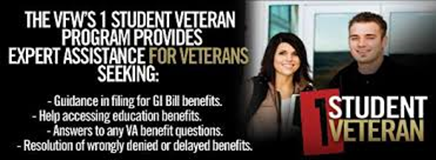 THE VFW'S 1 STUDENT VETERAN
PROGRAM PROVIDES
EXPERT ASSISTANCE FOR VETERANS
SEEKING:
- Guidance in filing for GI Bill benefits.
- Help accessing education benefits.
- Answers to any VA benefit questions.
- Resolution of wrongly denied or delayed benefits.
1 STUDENT
VETERAN